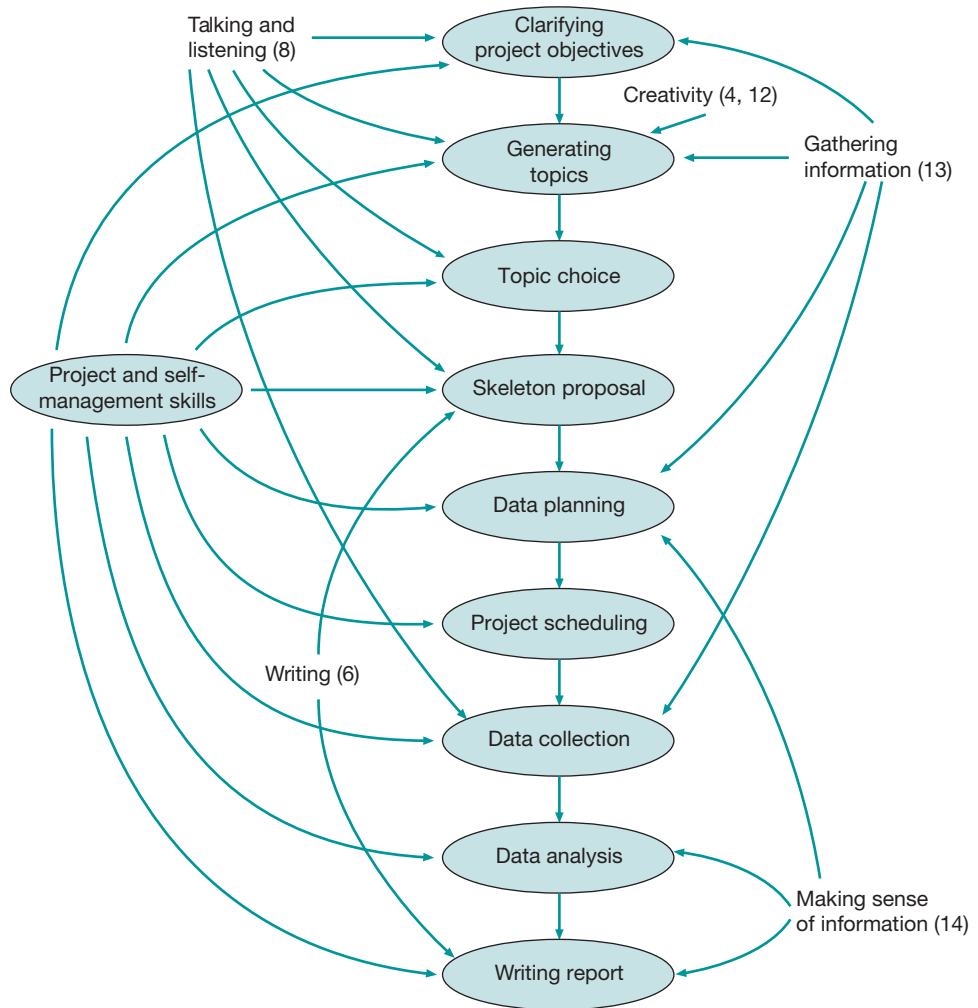 Talking and
listening (8)
Clarifying
project objectives
Creativity (4, 12)
Generating
topics
Gathering
information (13)
Topic choice
Project and self-
management skills
Skeleton proposal
Data planning
Project scheduling
Writing (6)
Data collection
Data analysis
Making sense
of information (14)
Writing report